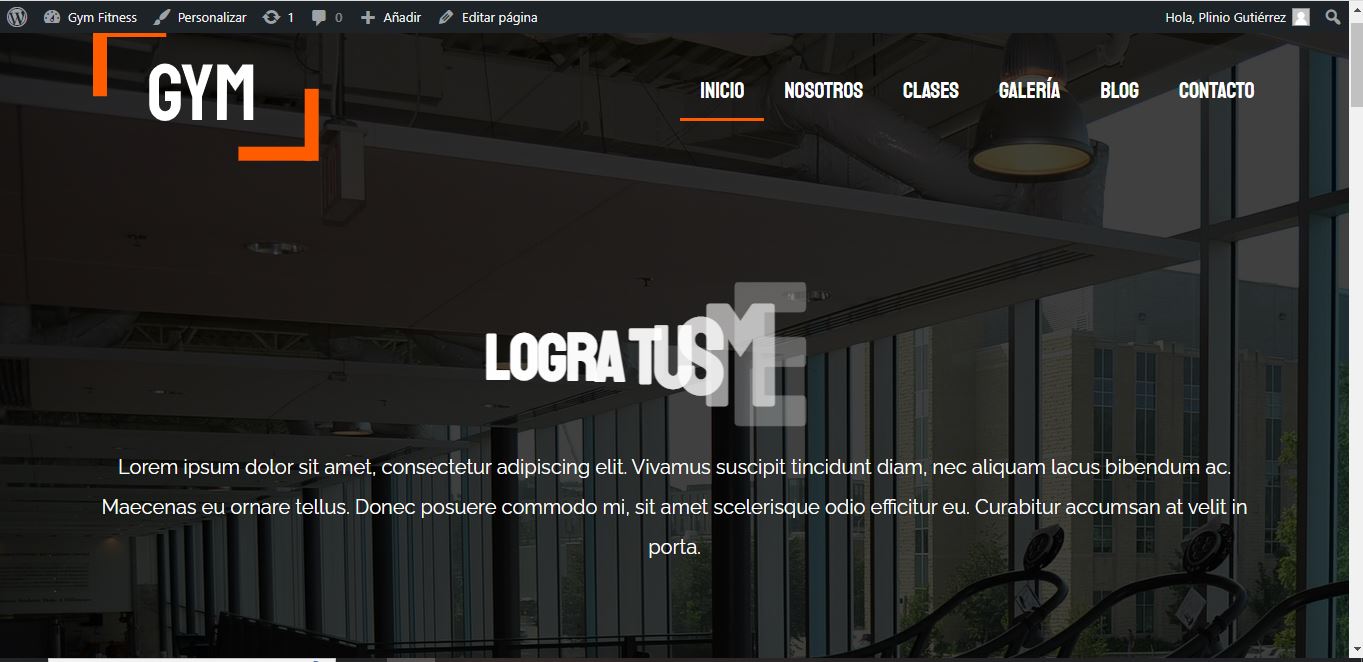 Gym Fitness Personalizar 1 0 Añadir Editar página Hola, Plinio Gutiérrez
GYM
INICIO NOSOTROS CLASES GALERÍA BLOG CONTACTO
LOGRA TUS ME
Lorem ipsum dolor sit amet, consectetur adipiscing elit. Vivamus suscipit tincidunt diam, nec aliquam lacus bibendum ac.
Maecenas eu ornare tellus. Donec posuere commodo mi, sit amet scelerisque odio efficitur eu. Curabitur accumsan at velit in
porta.